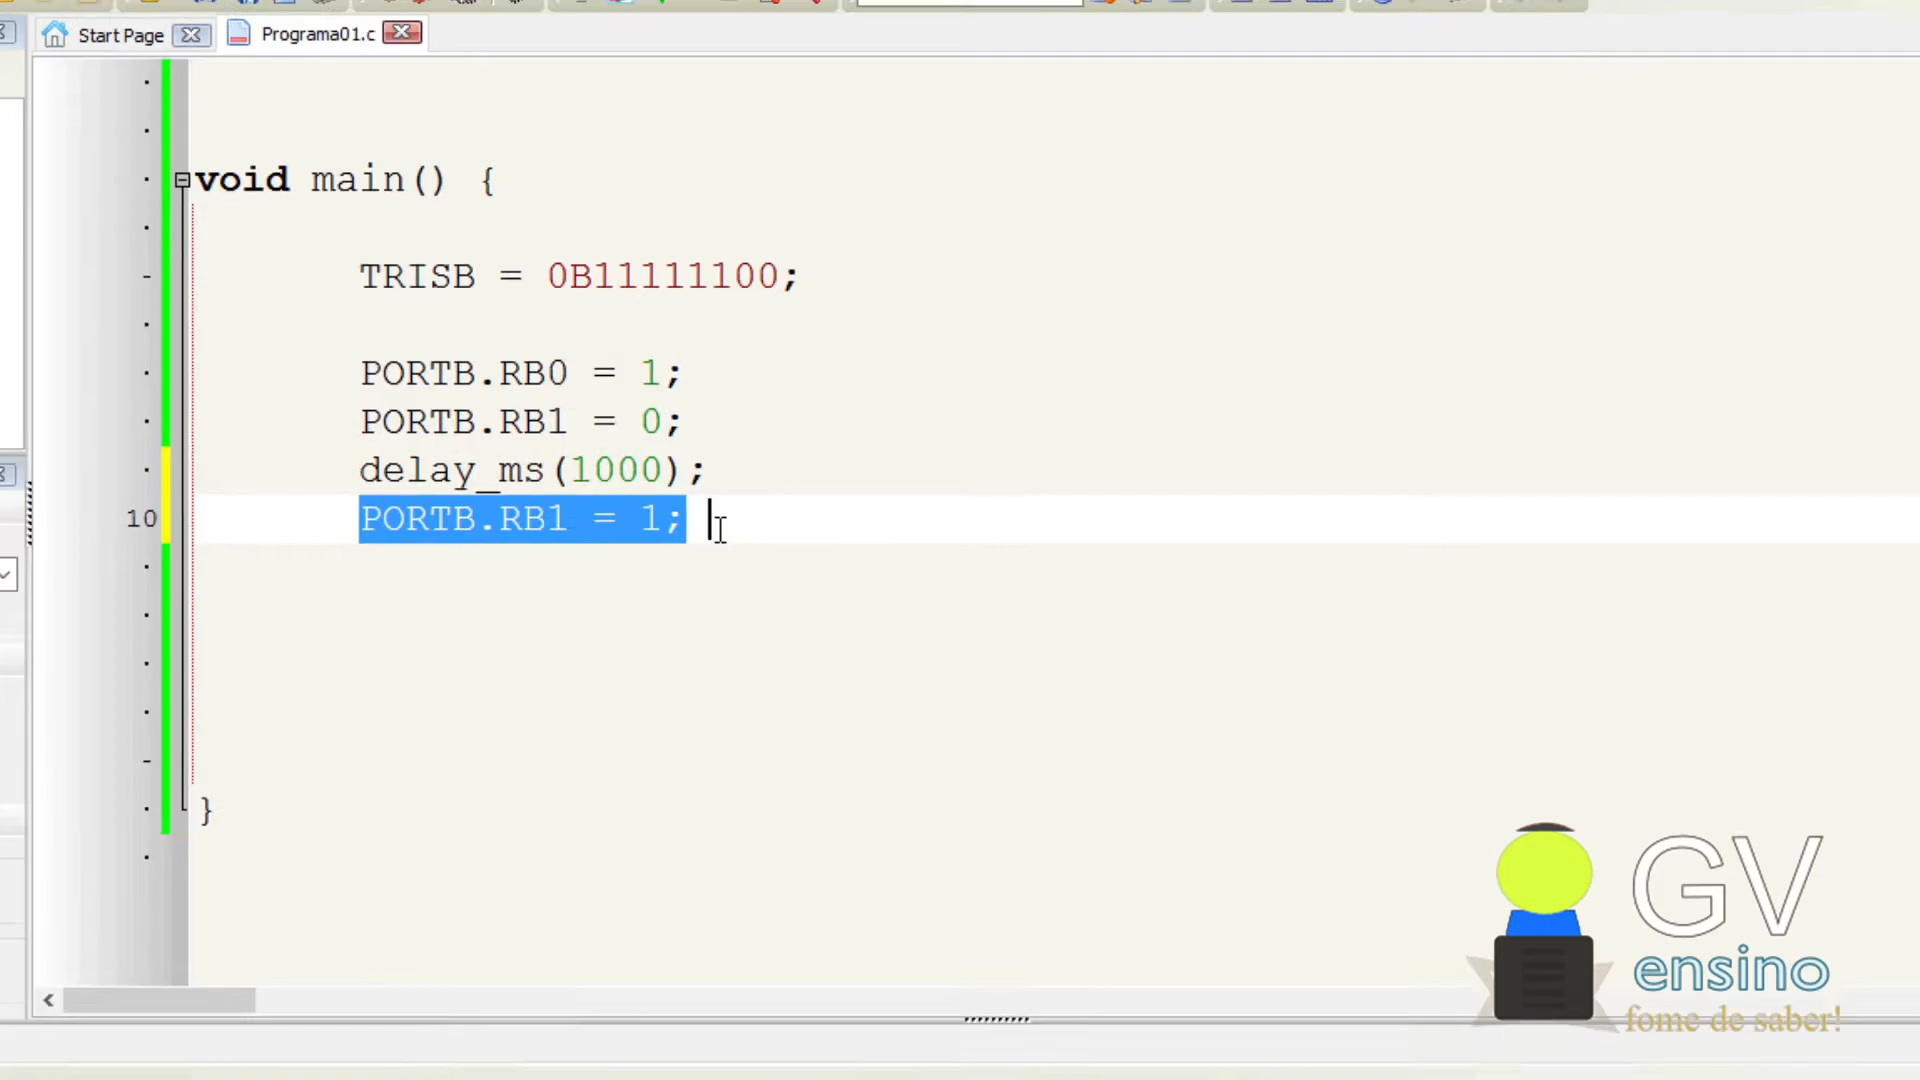 Start Page
Programa01.c
void main() {
TRISB = 0B11111100;
PORTB.RB0 = 1;
PORTB.RB1 = 0;
delay_ms(1000);
10
PORTB.RB1 = 1;
}
GV
ensino
fome de saber!